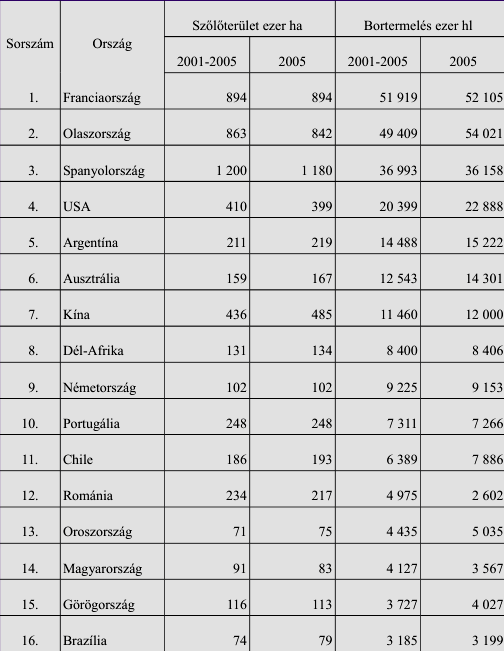 Sorszám Ország Szőlőterület ezer ha Bortermelés ezer hl
2001-2005 2005 2001-2005 2005
1. Franciaország 894 894 51 919 52 105
2. Olaszország 863 842 49 409 54 021
3. Spanyolország 1 200 1 180 36 993 36 158
4. USA 410 399 20 399 22 888
5. Argentína 211 219 14 488 15 222
6. Ausztrália 159 167 12 543 14 301
7. Kína 436 485 11 460 12 000
8. Dél-Afrika 131 134 8 400 8 406
9. Németország 102 102 9 225 9 153
10. Portugália 248 248 7 311 7 266
11. Chile 186 193 6 389 7 886
12. Románia 234 217 4 975 2 602
13. Oroszország 71 75 4 435 5 035
14. Magyarország 91 83 4 127 3 567
15. Görögország 116 113 3 727 4 027
16. Brazília 74 79 3 185 3 199